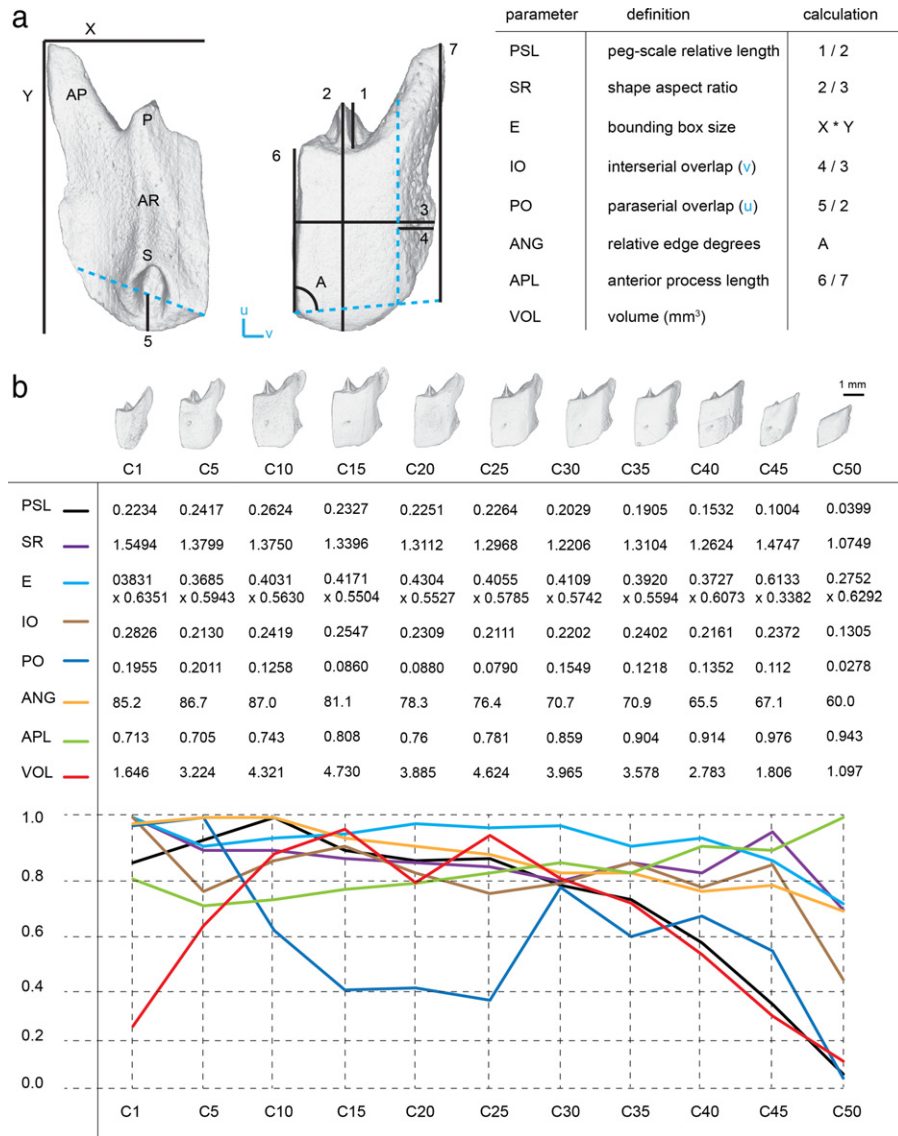 a
X
Y
AP
P
AR
S
5
u
v
2
1
7
6
3
4
A
parameter definition calculation
PSL peg-scale relative length 1 / 2
SR shape aspect ratio 2 / 3
E bounding box size X * Y
IO interserial overlap (v) 4 / 3
PO paraserial overlap (u) 5 / 2
ANG relative edge degrees A
APL anterior process length 6 / 7
VOL volume (mm³)
b
1 mm
C1 C5 C10 C15 C20 C25 C30 C35 C40 C45 C50
PSL 0.2234 0.2417 0.2624 0.2327 0.2251 0.2264 0.2029 0.1905 0.1532 0.1004 0.0399
SR 1.5494 1.3799 1.3750 1.3396 1.3112 1.2968 1.2206 1.3104 1.2624 1.4747 1.0749
E 03831 0.3685 0.4031 0.4171 0.4304 0.4055 0.4109 0.3920 0.3727 0.6133 0.2752
x 0.6351 x 0.5943 x 0.5630 x 0.5504 x 0.5527 x 0.5785 x 0.5742 x 0.5594 x 0.6073 x 0.3382 x 0.6292
IO 0.2826 0.2130 0.2419 0.2547 0.2309 0.2111 0.2202 0.2402 0.2161 0.2372 0.1305
PO 0.1955 0.2011 0.1258 0.0860 0.0880 0.0790 0.1549 0.1218 0.1352 0.112 0.0278
ANG 85.2 86.7 87.0 81.1 78.3 76.4 70.7 70.9 65.5 67.1 60.0
APL 0.713 0.705 0.743 0.808 0.76 0.781 0.859 0.904 0.914 0.976 0.943
VOL 1.646 3.224 4.321 4.730 3.885 4.624 3.965 3.578 2.783 1.806 1.097
1.0
0.8
0.6
0.4
0.2
0.0
C1 C5 C10 C15 C20 C25 C30 C35 C40 C45 C50